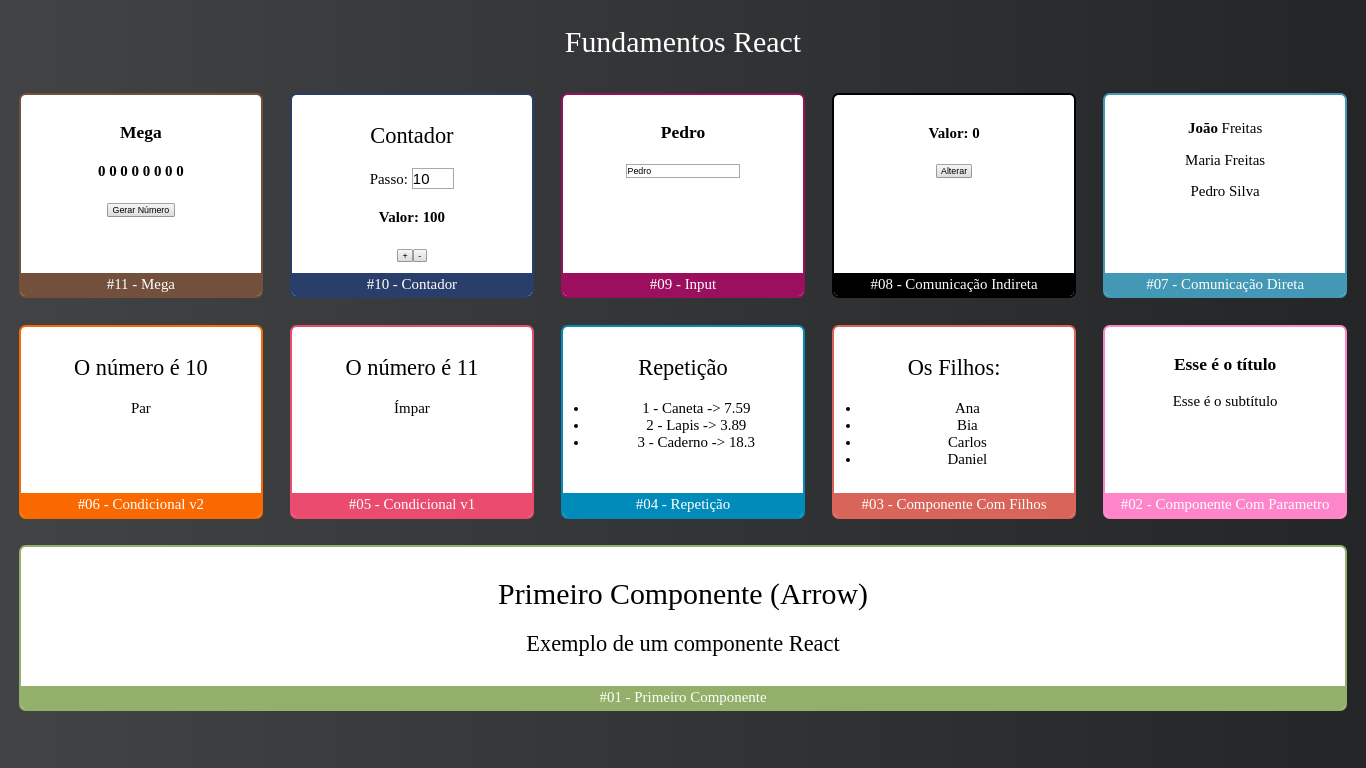 Fundamentos React
Mega
0 0 0 0 0 0 0 0
Gerar Número
#11 - Mega
Contador
Passo: 10
Valor: 100
+ -
#10 - Contador
Pedro
Pedro
#09 - Input
Valor: 0
Alterar
#08 - Comunicação Indireta
João Freitas
Maria Freitas
Pedro Silva
#07 - Comunicação Direta
O número é 10
Par
#06 - Condicional v2
O número é 11
Ímpar
#05 - Condicional v1
Repetição
1 - Caneta -> 7.59
2 - Lapis -> 3.89
3 - Caderno -> 18.3
#04 - Repetição
Os Filhos:
Ana
Bia
Carlos
Daniel
#03 - Componente Com Filhos
Esse é o título
Esse é o subtítulo
#02 - Componente Com Parametro
Primeiro Componente (Arrow)
Exemplo de um componente React
#01 - Primeiro Componente